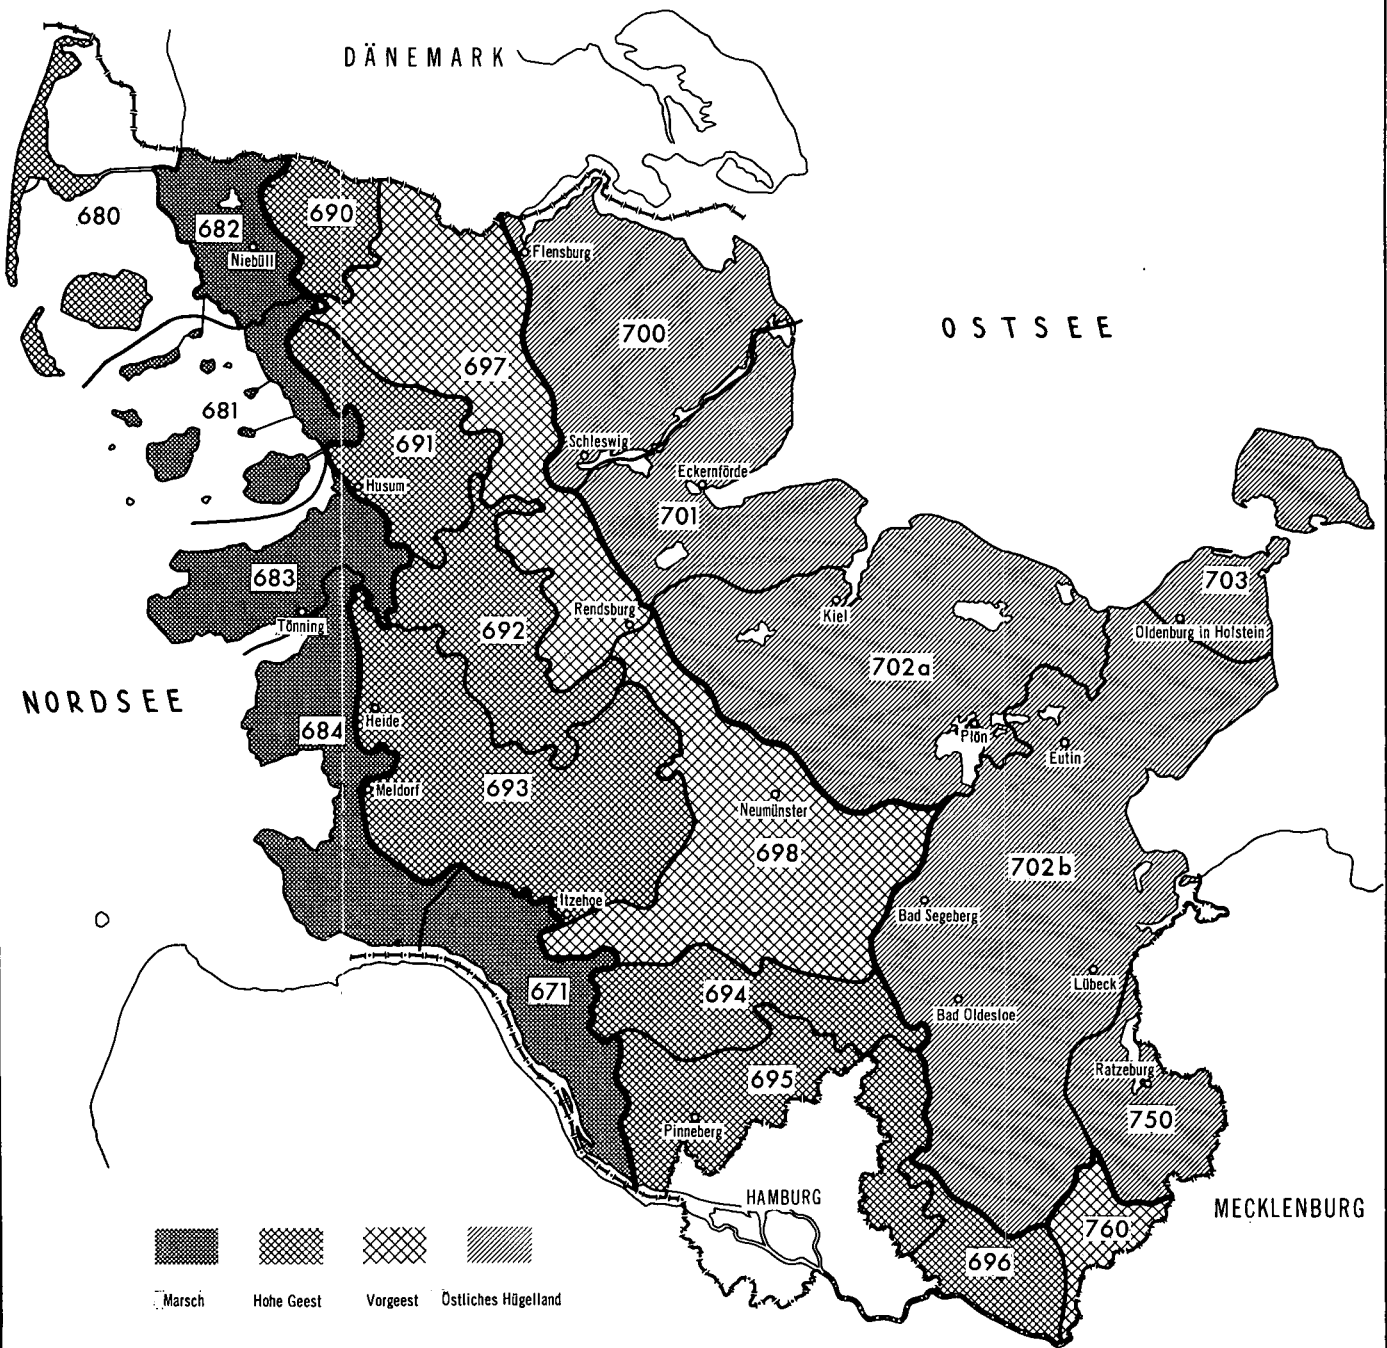 DÄNEMARK
680
682
690
Niebüll
Flensburg
OSTSEE
700
697
681
691
Schleswig
Eckernförde
Husum
701
683
703
Tönning
692
Rendsburg
Kiel
Oldenburg in Holstein
702a
NORDSEE
684
Heide
Plön
Eutin
693
Meldorf
Neumünster
698
702b
Itzehoe
Bad Segeberg
671
694
Lübeck
Bad Oldesloe
695
Ratzeburg
750
Pinneberg
HAMBURG
MECKLENBURG
760
696
Marsch
Hohe Geest
Vorgeest
Östliches Hügelland